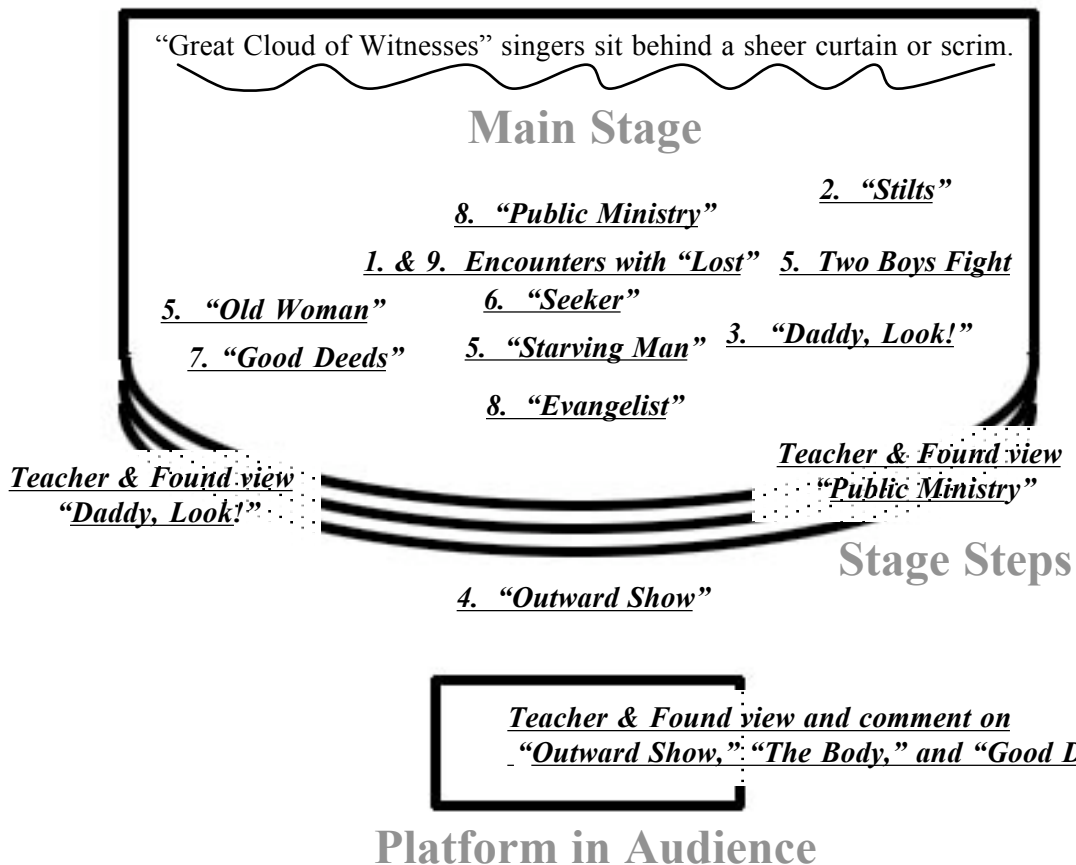 “Great Cloud of Witnesses” singers sit behind a sheer curtain or scrim.
Main Stage
2. “Stilts”
8. “Public Ministry”
1. & 9. Encounters with “Lost”
5. Two Boys Fight
5. “Old Woman”
6. “Seeker”
3. “Daddy, Look!”
7. “Good Deeds”
5. “Starving Man”
8. “Evangelist”
Teacher & Found view
“Daddy, Look!”
Teacher & Found view
“Public Ministry”
Stage Steps
4. “Outward Show”
Teacher & Found view and comment on
“Outward Show,” “The Body,” and “Good D
Platform in Audience